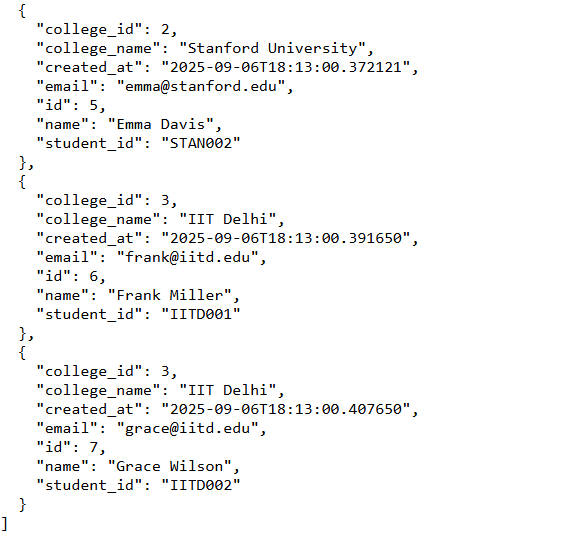 {
    "college_id": 2,
    "college_name": "Stanford University",
    "created_at": "2025-09-06T18:13:00.372121",
    "email": "emma@stanford.edu",
    "id": 5,
    "name": "Emma Davis",
    "student_id": "STAN002"
  },
  {
    "college_id": 3,
    "college_name": "IIT Delhi",
    "created_at": "2025-09-06T18:13:00.391650",
    "email": "frank@iitd.edu",
    "id": 6,
    "name": "Frank Miller",
    "student_id": "IITD001"
  },
  {
    "college_id": 3,
    "college_name": "IIT Delhi",
    "created_at": "2025-09-06T18:13:00.407650",
    "email": "grace@iitd.edu",
    "id": 7,
    "name": "Grace Wilson",
    "student_id": "IITD002"
  }
]